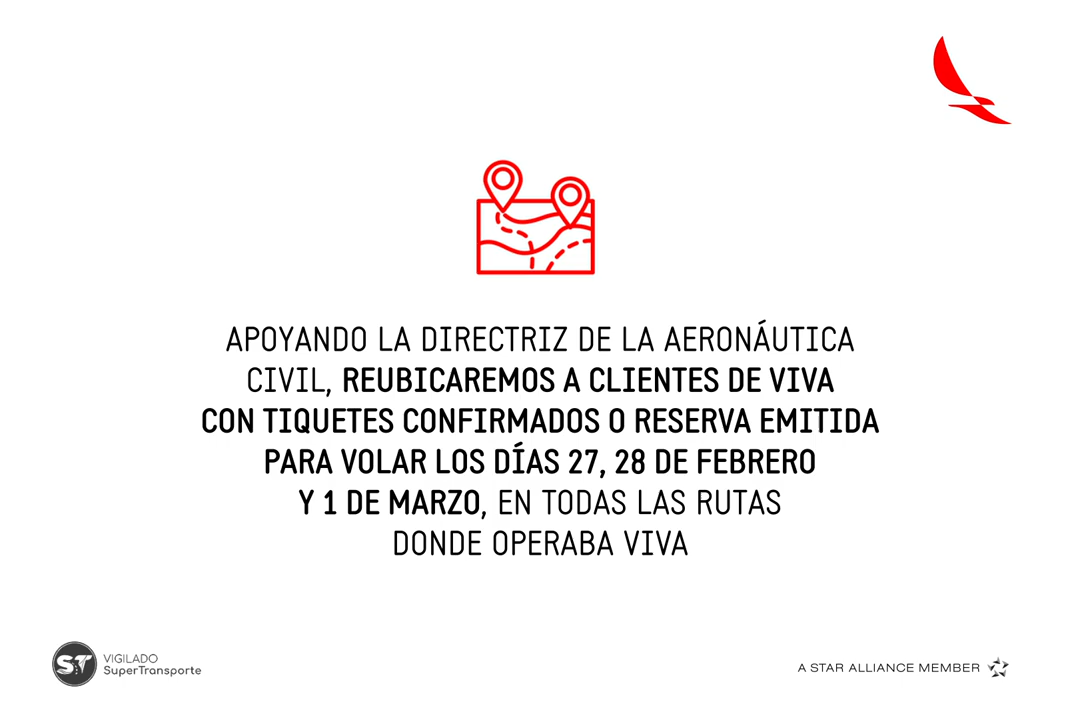 APOYANDO LA DIRECTRIZ DE LA AERONÁUTICA
CIVIL, REUBICAREMOS A CLIENTES DE VIVA
CON TIQUETES CONFIRMADOS O RESERVA EMITIDA
PARA VOLAR LOS DÍAS 27, 28 DE FEBRERO
Y 1 DE MARZO, EN TODAS LAS RUTAS
DONDE OPERABA VIVA
ST
VIGILADO
SuperTransporte
A STAR ALLIANCE MEMBER